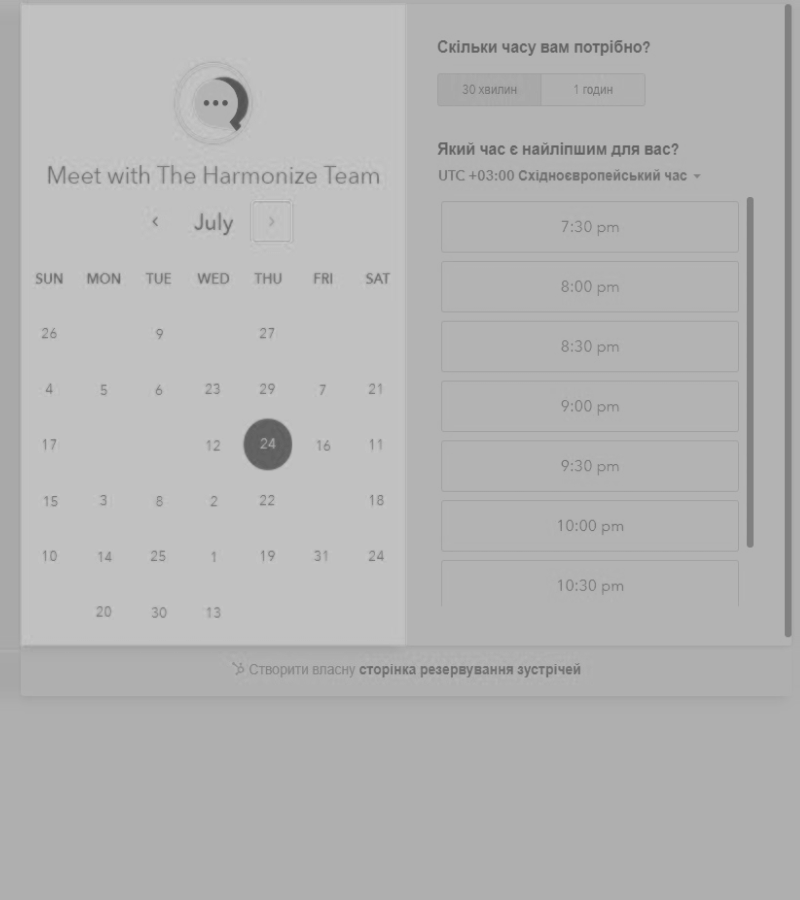 Meet with The Harmonize Team
July
SUN MON TUE WED THU FRI SAT
26 9 27
4 5 6 23 29 7 21
17 12 24 16 11
15 3 8 2 22 18
10 14 25 1 19 31 24
20 30 13
Скільки часу вам потрібно?
30 хвилин 1 годин
Який час є найліпшим для вас?
UTC +03:00 Східноєвропейський час
7:30 pm
8:00 pm
8:30 pm
9:00 pm
9:30 pm
10:00 pm
10:30 pm
Створити власну сторінка резервування зустрічей